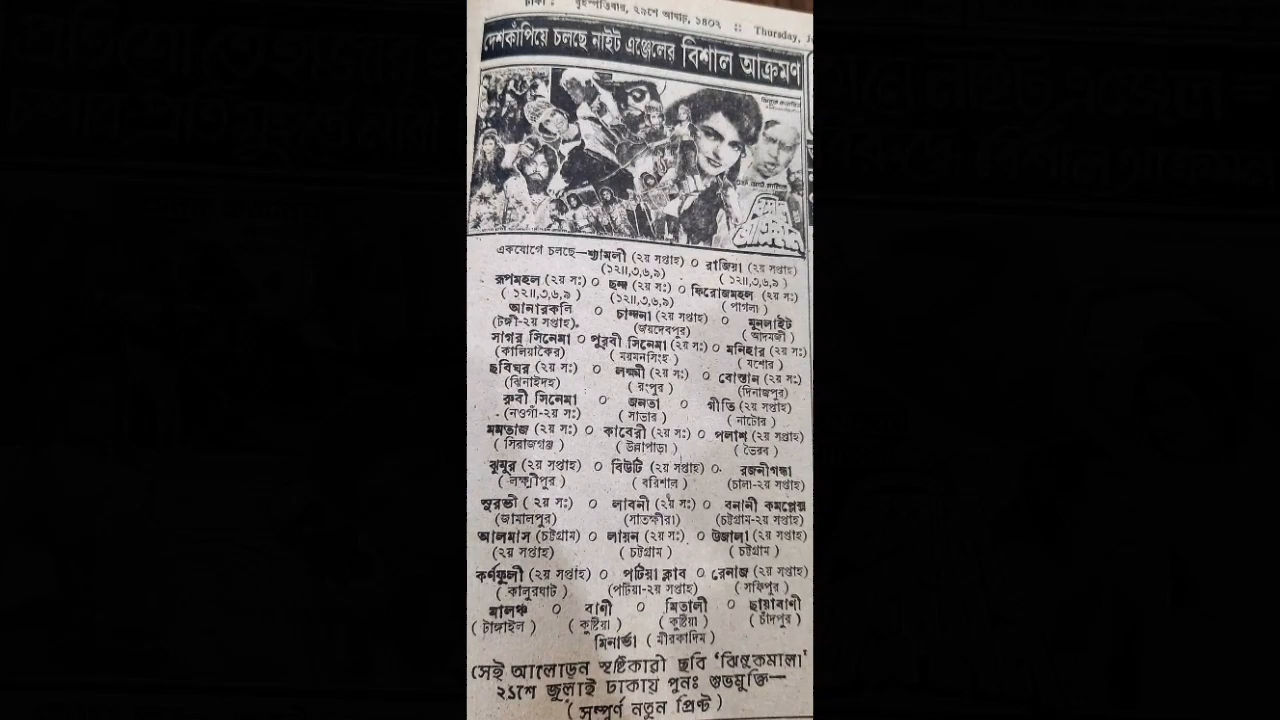 ঢাকা : বৃহস্পতিবার, ২৯শে আষাঢ়, ১৪০২ :: Thursday,
দেশকাঁপিয়ে চলছে নাইট এঞ্জেলের বিশাল আক্রমণ
একযোগে চলছে—শ্যামলী (২য় সপ্তাহ) ০ রাজিয়া (২য় সপ্তাহ)
(১২॥,৩,৬,৯) (১২॥,৩,৬,৯)
রূপমহল (২য় স:) ০ ছন্দ (২য় স:) ০ ফিরোজমহল (২য় স:)
(১২॥,৩,৬,৯) (১২॥,৩,৬,৯) (পাগলা)
আনারকলি ০ চান্দনা (২য় সপ্তাহ) ০ মুনলাইট
(টঙ্গী-২য় সপ্তাহ) (জয়দেবপুর) (আদমজী)
সাগর সিনেমা ০ পূরবী সিনেমা (২য় স:) ০ মনিহার (২য় স:)
(কালিয়াকৈর) (ময়মনসিংহ) (যশোর)
ছবিঘর (২য় স:) ০ লক্ষ্মী (২য় স:) ০ বোস্তান (২য় স:)
(ঝিনাইদহ) (রংপুর) (দিনাজপুর)
রুবী সিনেমা ০ জনতা ০ গীতি (২য় সপ্তাহ)
(নওগাঁ-২য় স:) (সাভার) (নাটোর)
মমতাজ (২য় স:) ০ কাবেরী (২য় স:) ০ পলাশ (২য় সপ্তাহ)
(সিরাজগঞ্জ) (উল্লাপাড়া) (ভৈরব)
ঝুমুর (২য় সপ্তাহ) ০ বিউটি (২য় সপ্তাহ) ০ রজনীগন্ধা
(লক্ষ্মীপুর) (বরিশাল) (চালা-২য় সপ্তাহ)
সুরভী (২য় স:) ০ লাবনী (২য় স:) ০ বনানী কমপ্লেক্স
(জামালপুর) (সাতক্ষীরা) (চট্টগ্রাম-২য় সপ্তাহ)
আলমাস (চট্টগ্রাম) ০ লায়ন (২য় স:) ০ উজালা (২য় সপ্তাহ)
(২য় সপ্তাহ) (চট্টগ্রাম) (চট্টগ্রাম)
কর্ণফুলী (২য় সপ্তাহ) ০ পটিয়া ক্লাব ০ রেনাজ (২য় সপ্তাহ)
(কালুরঘাট) (পটিয়া-২য় সপ্তাহ) (সফিপুর)
মালঞ্চ ০ বাণী ০ মিতালী ০ ছায়াবাণী
(টাঙ্গাইল) (কুষ্টিয়া) (কুষ্টিয়া) (চাঁদপুর)
মিনার্ভা (মীরকাদিম)
সেই আলোড়ন সৃষ্টিকারী ছবি 'ঝিনুকমালা'
২১শে জুলাই ঢাকায় পুনঃ শুভমুক্তি—
(সম্পূর্ণ নতুন প্রিন্ট)